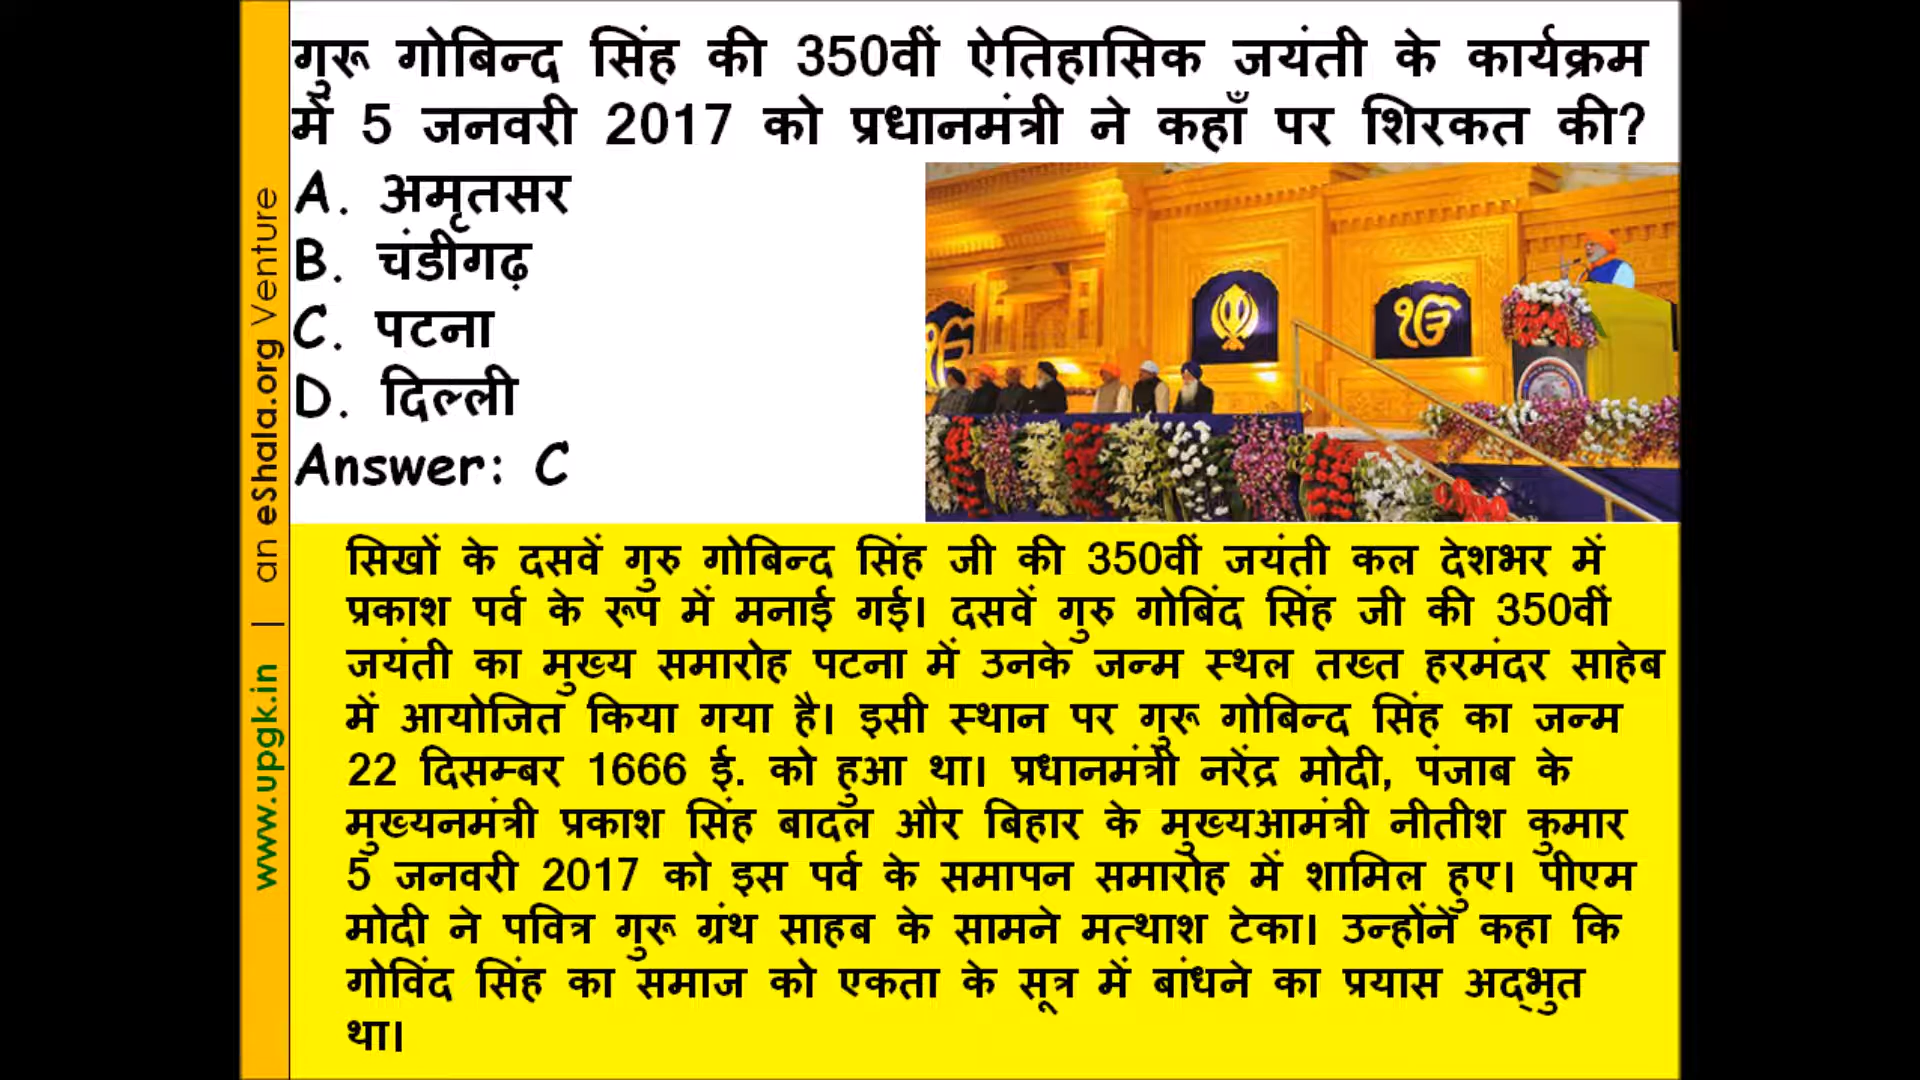 गुरू गोबिन्द सिंह की 350वीं ऐतिहासिक जयंती के कार्यक्रम
में 5 जनवरी 2017 को प्रधानमंत्री ने कहाँ पर शिरकत की?
A. अमृतसर
B. चंडीगढ़
C. पटना
D. दिल्ली
Answer: C
सिखों के दसवें गुरु गोबिन्द सिंह जी की 350वीं जयंती कल देशभर में
प्रकाश पर्व के रूप में मनाई गई। दसवें गुरु गोबिंद सिंह जी की 350वीं
जयंती का मुख्य समारोह पटना में उनके जन्म स्थल तख्त हरमंदर साहेब
में आयोजित किया गया है। इसी स्थान पर गुरू गोबिन्द सिंह का जन्म
22 दिसम्बर 1666 ई. को हुआ था। प्रधानमंत्री नरेंद्र मोदी, पंजाब के
मुख्यनमंत्री प्रकाश सिंह बादल और बिहार के मुख्यआमंत्री नीतीश कुमार
5 जनवरी 2017 को इस पर्व के समापन समारोह में शामिल हुए। पीएम
मोदी ने पवित्र गुरू ग्रंथ साहब के सामने मत्थाश टेका। उन्होंने कहा कि
गोविंद सिंह का समाज को एकता के सूत्र में बांधने का प्रयास अद्भुत
था।
www.upgk.in | an eShala.org Venture
ੴ
ੴ